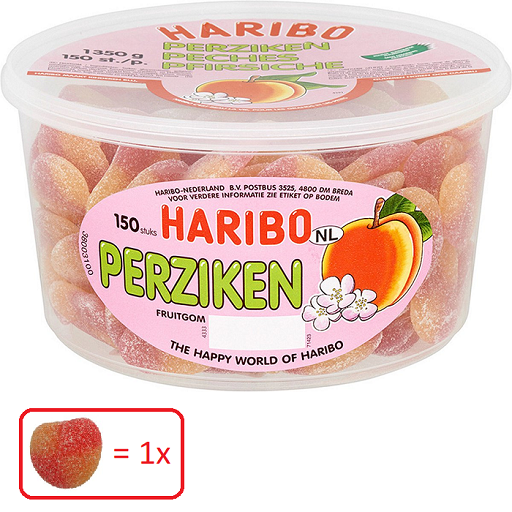 HARIBO
1350 g
150 st./p.
PERZIKEN
PECHES
PFIRSICHE
HARIBO-NEDERLAND B.V. POSTBUS 3525, 4800 DM BREDA
VOOR VERDERE INFORMATIE ZIE ETIKET OP BODEM
150 stuks HARIBO NL
PERZIKEN
FRUITGOM
THE HAPPY WORLD OF HARIBO
= 1x